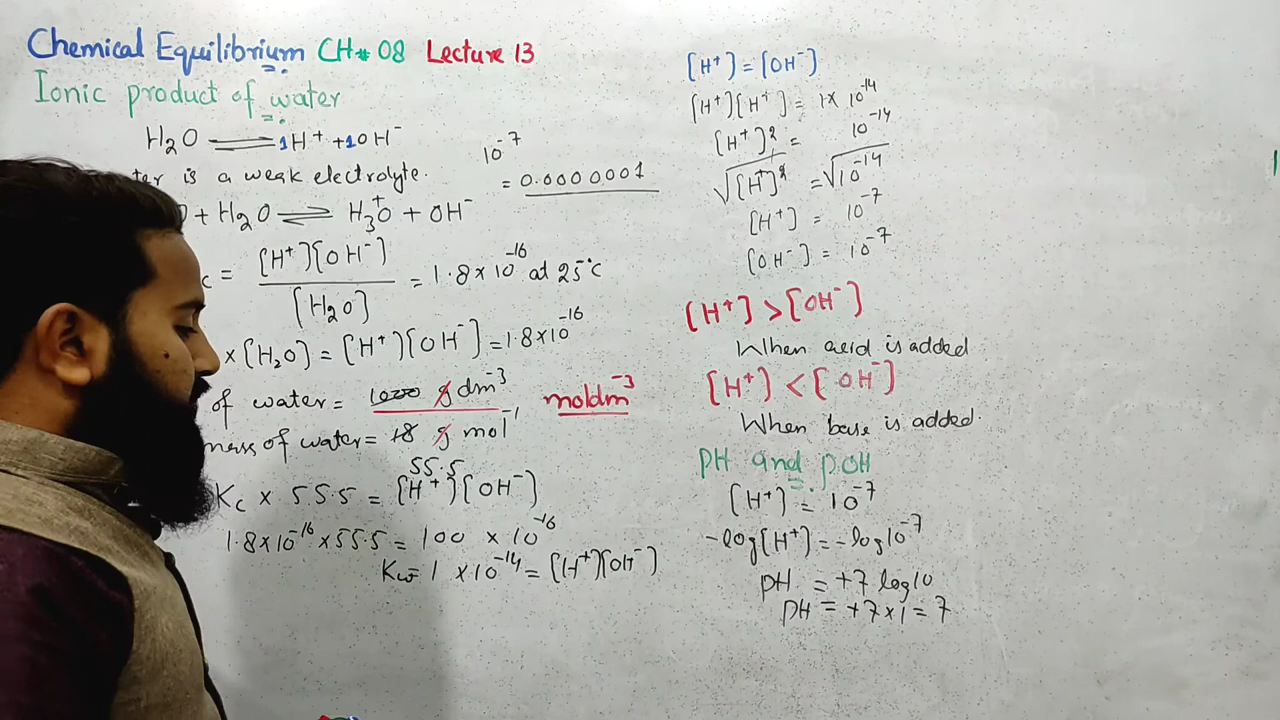 Chemical Equilibrium CH# 08 Lecture 13
Ionic product of water
H₂O ⇌ 1H⁺ + 1OH⁻
is a weak electrolyte.
10⁻⁷
= 0.0000001
+ H₂O ⇌ H₃O⁺ + OH⁻
c = [H⁺][OH⁻] / [H₂O] = 1.8 × 10⁻¹⁶ at 25°C
× [H₂O] = [H⁺][OH⁻] = 1.8 × 10⁻¹⁶
of water = 1000 g dm⁻³ moldm⁻³
mass of water = 18 g mol⁻¹
55.5
Kc × 55.5 = [H⁺][OH⁻]
1.8 × 10⁻¹⁶ × 55.5 = 100 × 10⁻¹⁶
Kw = 1 × 10⁻¹⁴ = [H⁺][OH⁻]
[H⁺] = [OH⁻]
[H⁺][H⁺] = 1 × 10⁻¹⁴
[H⁺]² = 10⁻¹⁴
√[H⁺]² = √10⁻¹⁴
[H⁺] = 10⁻⁷
[OH⁻] = 10⁻⁷
[H⁺] > [OH⁻]
When acid is added
[H⁺] < [OH⁻]
When base is added.
PH and pOH
[H⁺] = 10⁻⁷
-log[H⁺] = -log10⁻⁷
pH = +7 log10
pH = +7 × 1 = 7